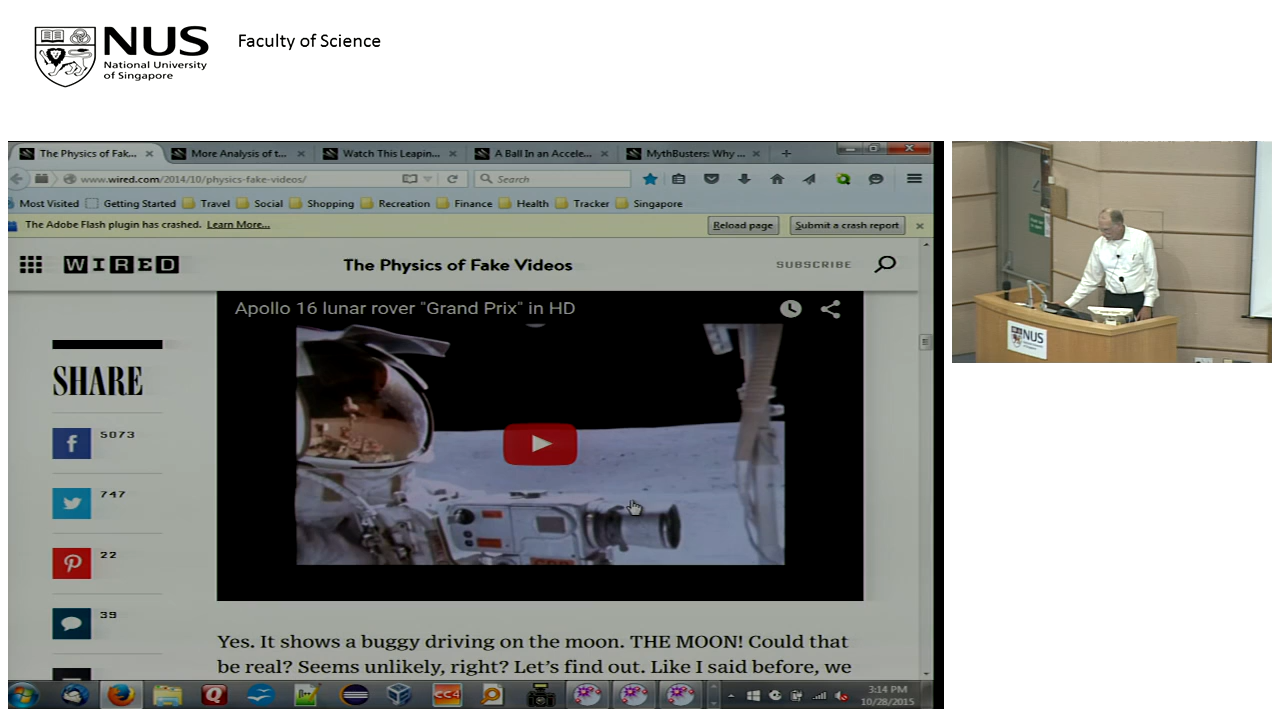 NUS
National University
of Singapore
Faculty of Science
The Physics of Fak...
More Analysis of t...
Watch This Leapin...
A Ball In an Accele...
MythBusters: Why ...
www.wired.com/2014/10/physics-fake-videos/
Search
Most Visited
Getting Started
Travel
Social
Shopping
Recreation
Finance
Health
Tracker
Singapore
The Adobe Flash plugin has crashed. Learn More...
Reload page
Submit a crash report
WIRED
The Physics of Fake Videos
SUBSCRIBE
Apollo 16 lunar rover "Grand Prix" in HD
SHARE
5073
747
22
39
Yes. It shows a buggy driving on the moon. THE MOON! Could that
be real? Seems unlikely, right? Let's find out. Like I said before, we
CC4
3:14 PM
10/28/2015
NUS